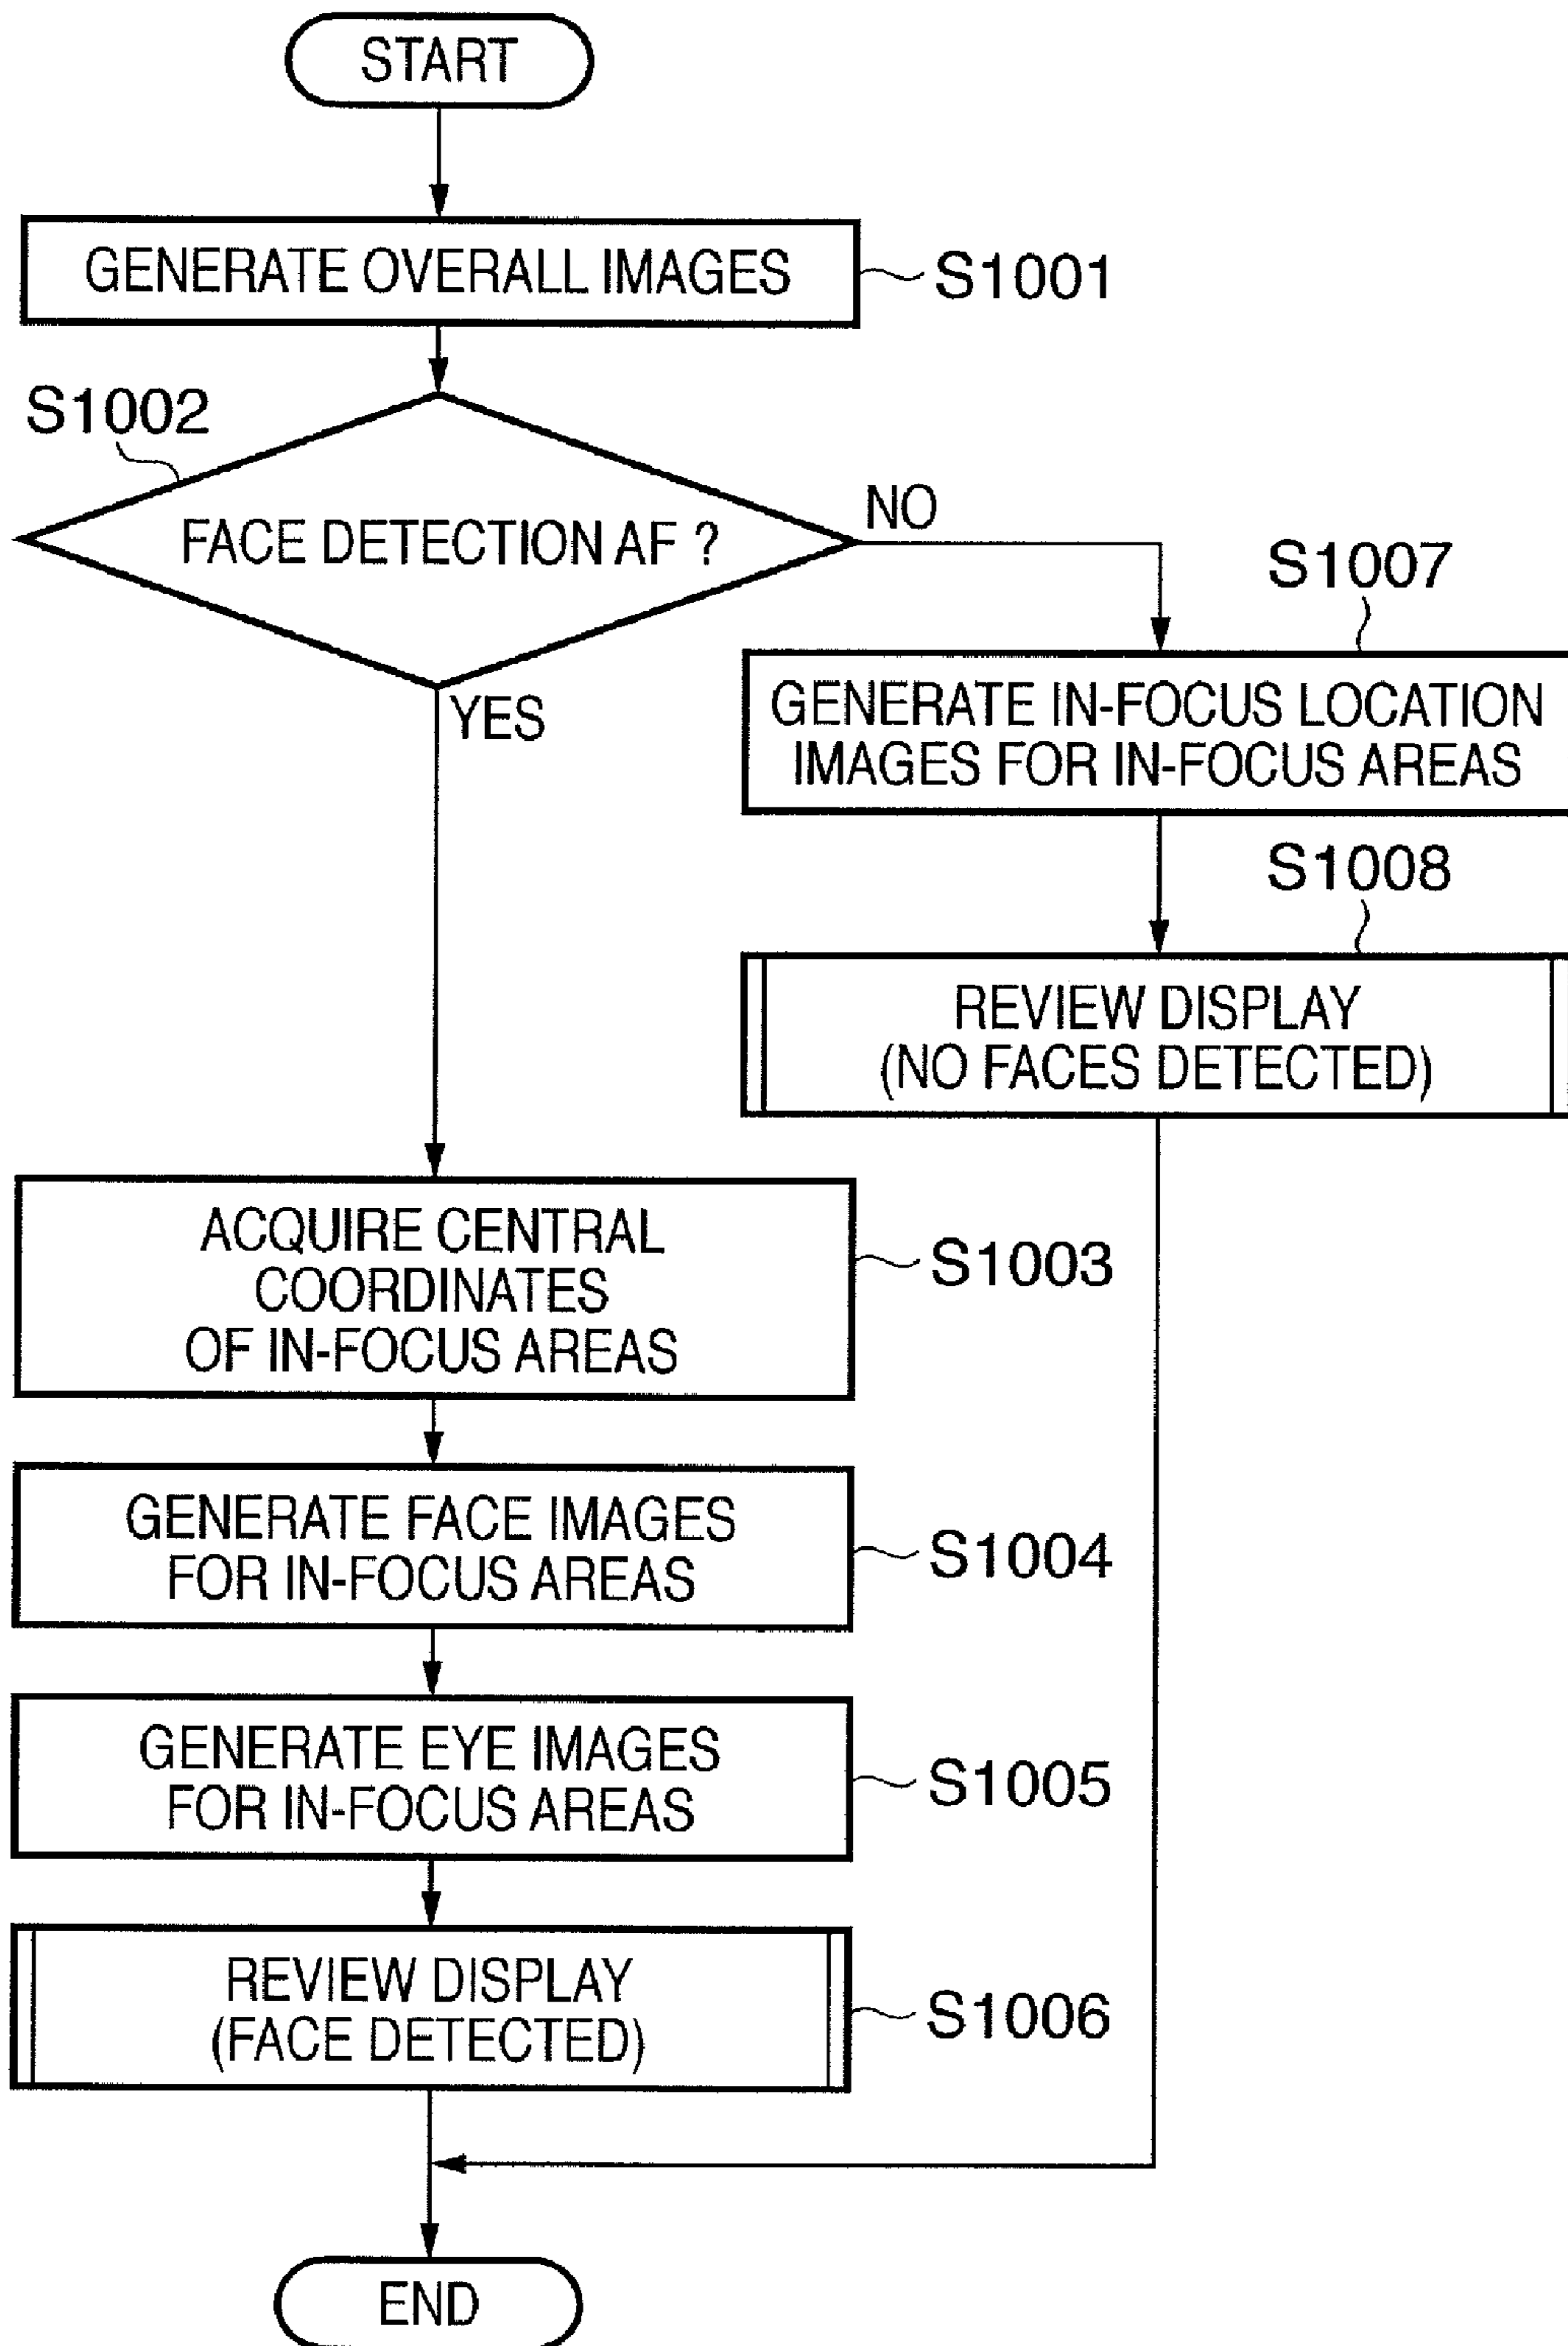 START
GENERATE OVERALL IMAGES
S1001
S1002
FACE DETECTION AF ?
NO
YES
S1007
GENERATE IN-FOCUS LOCATION
IMAGES FOR IN-FOCUS AREAS
S1008
REVIEW DISPLAY
(NO FACES DETECTED)
ACQUIRE CENTRAL
COORDINATES
OF IN-FOCUS AREAS
S1003
GENERATE FACE IMAGES
FOR IN-FOCUS AREAS
S1004
GENERATE EYE IMAGES
FOR IN-FOCUS AREAS
S1005
REVIEW DISPLAY
(FACE DETECTED)
S1006
END